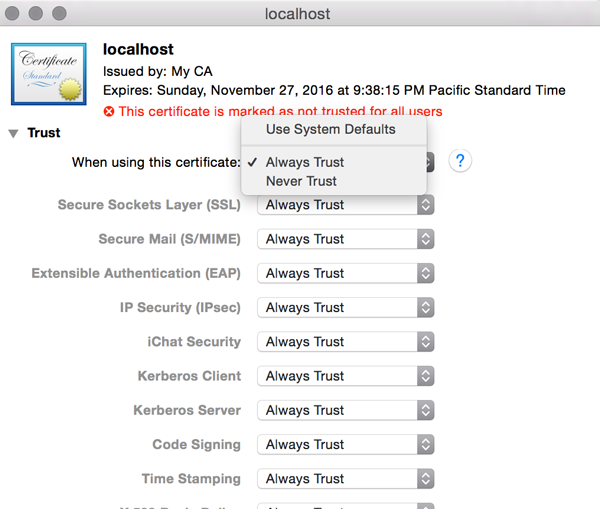 localhost
Certificate
Standard
localhost
Issued by: My CA
Expires: Sunday, November 27, 2016 at 9:38:15 PM Pacific Standard Time
This certificate is marked as not trusted for all users
Trust
Use System Defaults
When using this certificate: ✓ Always Trust ?
Never Trust
Secure Sockets Layer (SSL) Always Trust
Secure Mail (S/MIME) Always Trust
Extensible Authentication (EAP) Always Trust
IP Security (IPsec) Always Trust
iChat Security Always Trust
Kerberos Client Always Trust
Kerberos Server Always Trust
Code Signing Always Trust
Time Stamping Always Trust